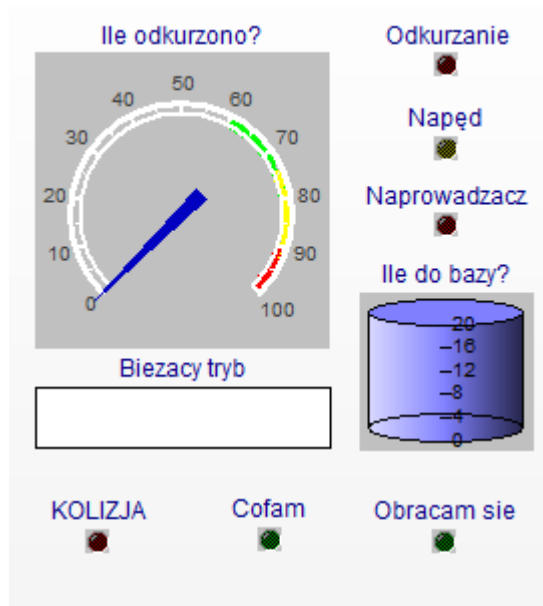 Ile odkurzono?
Odkurzanie
50
40
60
30
70
20
80
10
90
0
100
Napęd
Naprowadzacz
Ile do bazy?
20
16
12
8
4
0
Biezacy tryb
KOLIZJA
Cofam
Obracam sie